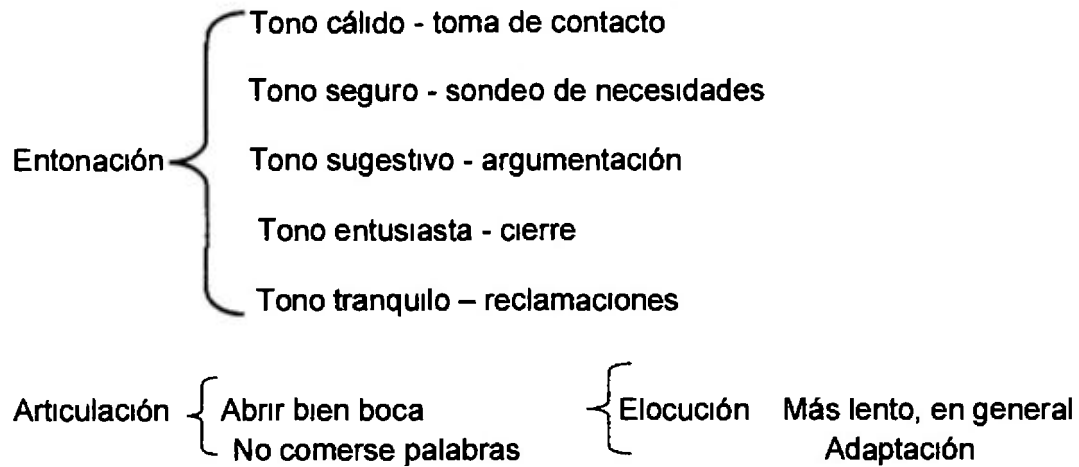 Tono cálido - toma de contacto
Tono seguro - sondeo de necesidades
Entonación
Tono sugestivo - argumentación
Tono entusiasta - cierre
Tono tranquilo – reclamaciones
Articulación
Abrir bien boca
No comerse palabras
Elocución
Más lento, en general
Adaptación